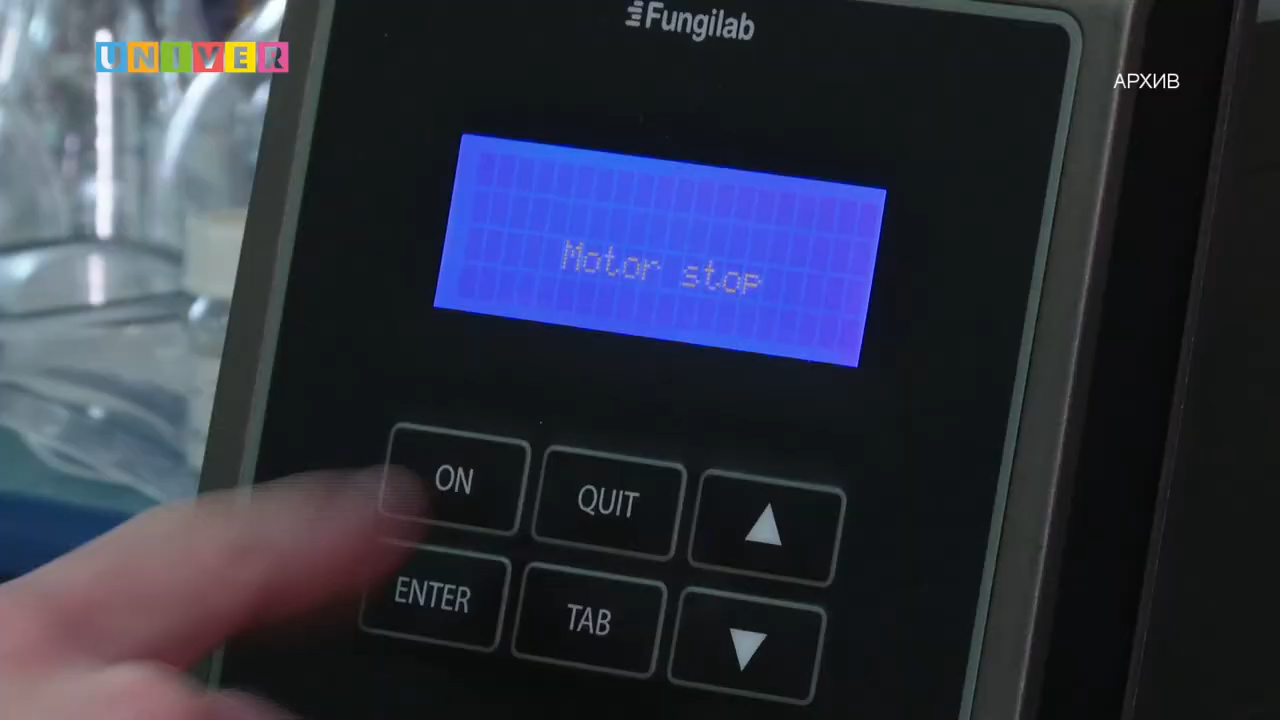 Fungilab
UNIVER
АРХИВ
Motor stop
ON
QUIT
ENTER
TAB